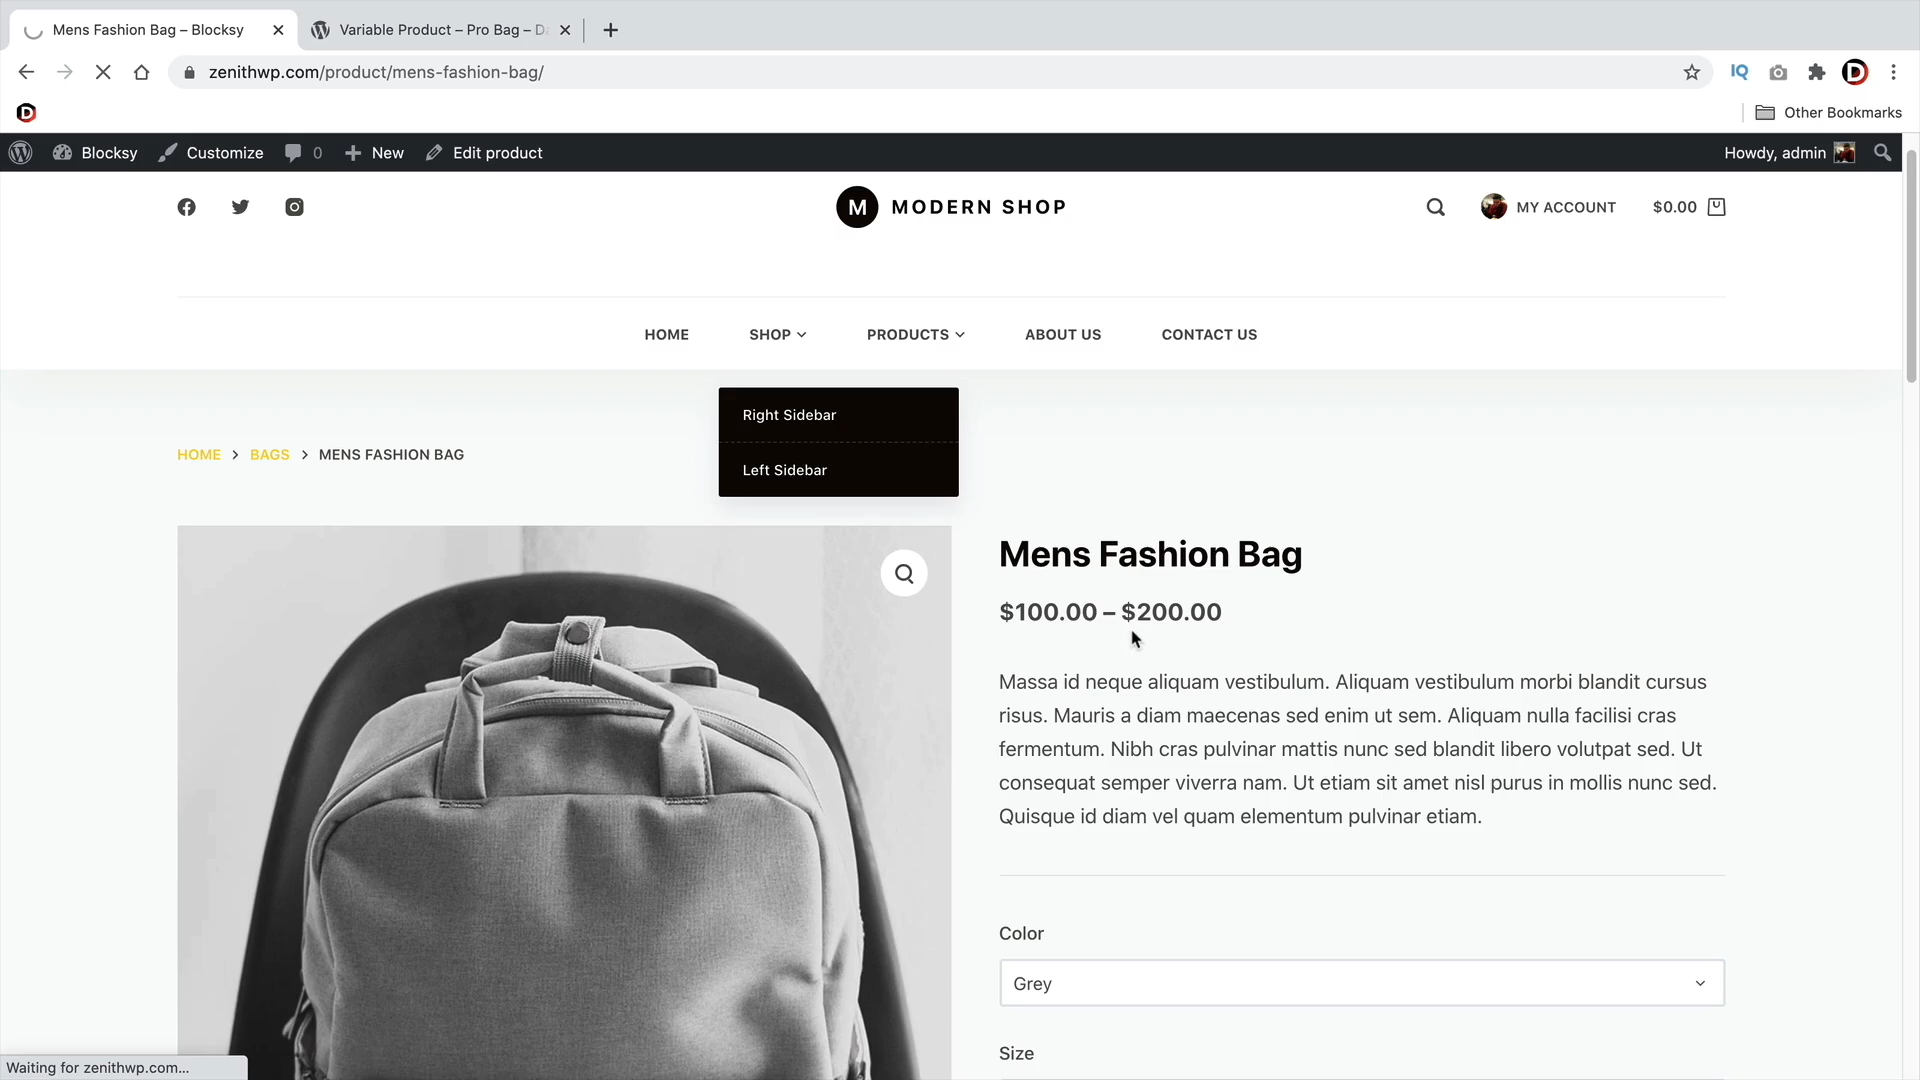 Mens Fashion Bag – Blocksy
Variable Product – Pro Bag – D
zenithwp.com/product/mens-fashion-bag/
IQ
D
D
Other Bookmarks
Blocksy
Customize
0
New
Edit product
Howdy, admin
M MODERN SHOP
MY ACCOUNT
$0.00
HOME
SHOP
PRODUCTS
ABOUT US
CONTACT US
Right Sidebar
Left Sidebar
HOME > BAGS > MENS FASHION BAG
Mens Fashion Bag
$100.00 – $200.00
Massa id neque aliquam vestibulum. Aliquam vestibulum morbi blandit cursus
risus. Mauris a diam maecenas sed enim ut sem. Aliquam nulla facilisi cras
fermentum. Nibh cras pulvinar mattis nunc sed blandit libero volutpat sed. Ut
consequat semper viverra nam. Ut etiam sit amet nisl purus in mollis nunc sed.
Quisque id diam vel quam elementum pulvinar etiam.
Color
Grey
Size
Waiting for zenithwp.com...